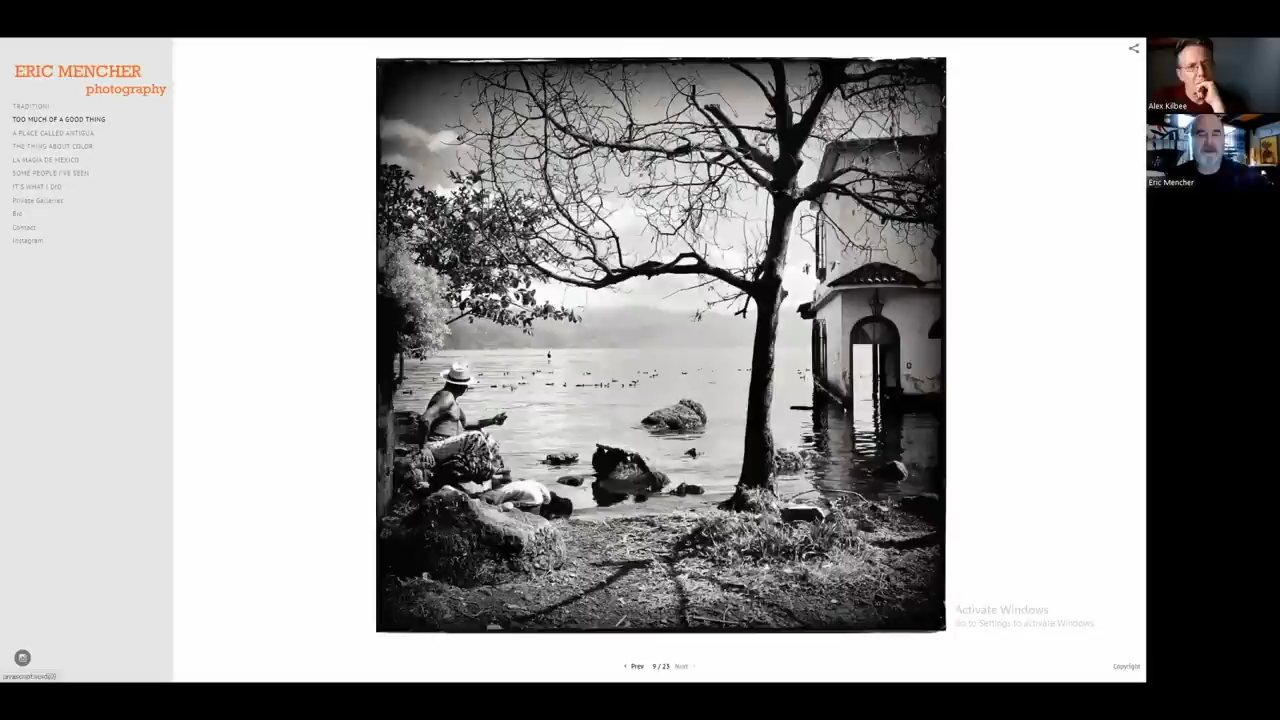 ERIC MENCHER
photography
TRADITION!
TOO MUCH OF A GOOD THING
A PLACE CALLED ANTIGUA
THE THING ABOUT COLOR
LA MAGIA DE MEXICO
SOME PEOPLE I'VE SEEN
IT'S WHAT I DID
Private Galleries
Bio
Contact
Instagram
Alex Kilbee
Eric Mencher
Activate Windows
Go to Settings to activate Windows
‹ Prev 9 / 23 Next ›
Copyright